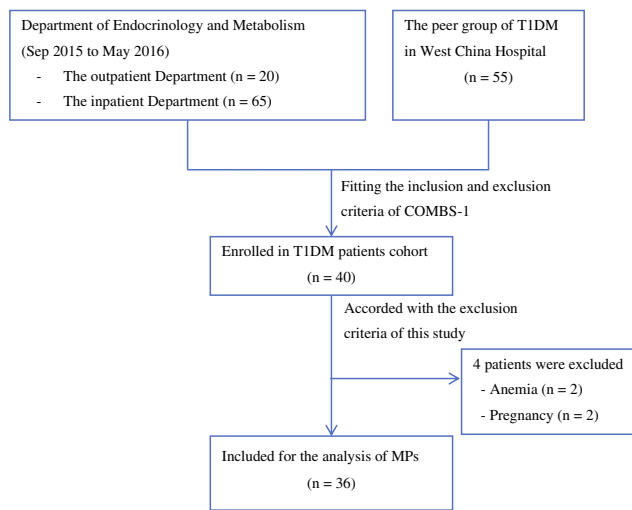 Department of Endocrinology and Metabolism
(Sep 2015 to May 2016)
- The outpatient Department (n = 20)
- The inpatient Department (n = 65)
The peer group of T1DM
in West China Hospital
(n = 55)
Fitting the inclusion and exclusion
criteria of COMBS-1
Enrolled in T1DM patients cohort
(n = 40)
Accorded with the exclusion
criteria of this study
4 patients were excluded
- Anemia (n = 2)
- Pregnancy (n = 2)
Included for the analysis of MPs
(n = 36)